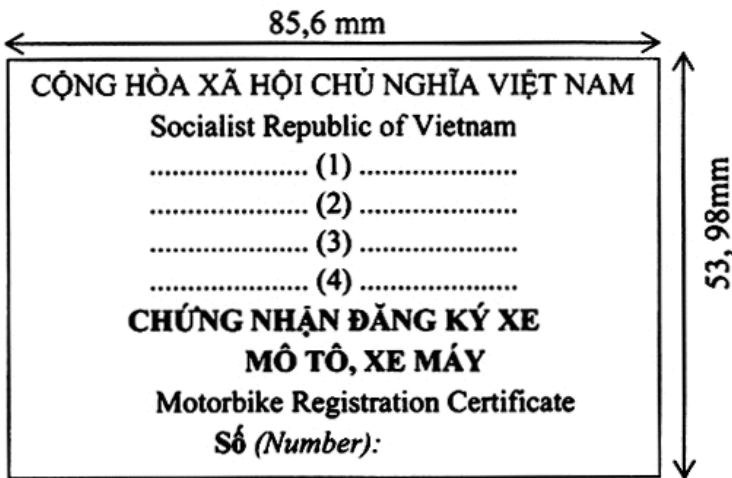 85,6 mm
CỘNG HÒA XÃ HỘI CHỦ NGHĨA VIỆT NAM
Socialist Republic of Vietnam
..................... (1) .....................
..................... (2) .....................
..................... (3) .....................
..................... (4) .....................
CHỨNG NHẬN ĐĂNG KÝ XE
MÔ TÔ, XE MÁY
Motorbike Registration Certificate
Số (Number):
53, 98mm